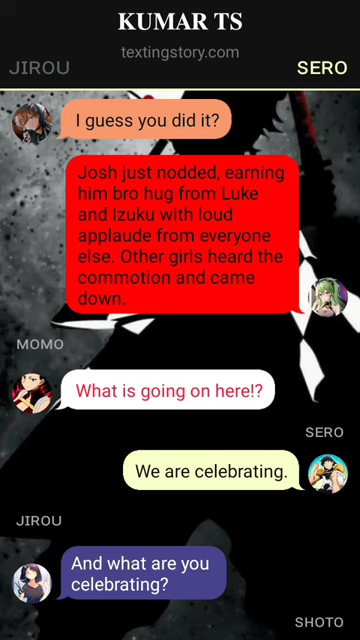 KUMAR TS
textingstory.com
JIROU
SERO
I guess you did it?
Josh just nodded, earning
him bro hug from Luke
and Izuku with loud
applaude from everyone
else. Other girls heard the
commotion and came
down.
MOMO
What is going on here!?
SERO
We are celebrating.
JIROU
And what are you
celebrating?
SHOTO